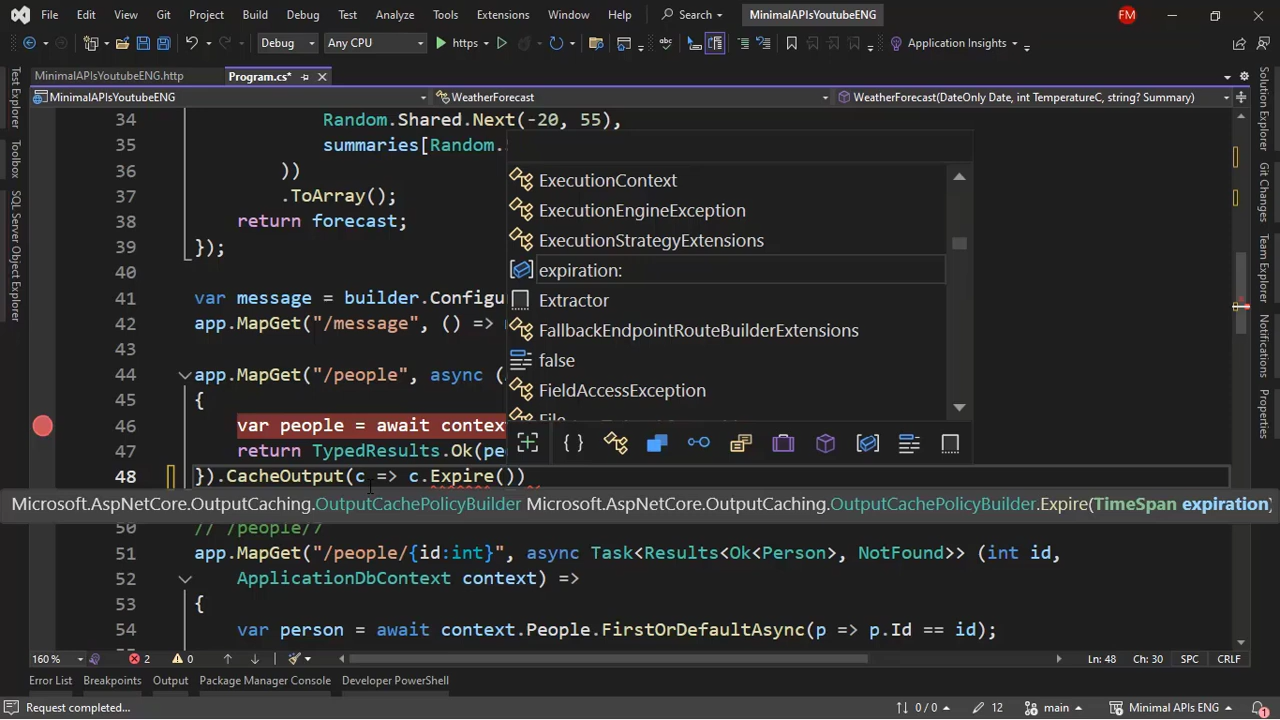 File Edit View Git Project Build Debug Test Analyze Tools Extensions Window Help Search MinimalAPIsYoutubeENG FM
Debug Any CPU https Application Insights
MinimalAPIsYoutubeENG.http Program.cs*
MinimalAPIsYoutubeENG WeatherForecast WeatherForecast(DateOnly Date, int TemperatureC, string? Summary)
Test Explorer
Toolbox
SQL Server Object Explorer
34 Random.Shared.Next(-20, 55),
35 summaries[Random.
36 ))
37 .ToArray();
38 return forecast;
39 });
40
41 var message = builder.Configu
42 app.MapGet("/message", () =>
43
44 app.MapGet("/people", async (
45 {
46 var people = await context
47 return TypedResults.Ok(pe
48 }).CacheOutput(c => c.Expire())
ExecutionContext
ExecutionEngineException
ExecutionStrategyExtensions
expiration:
Extractor
FallbackEndpointRouteBuilderExtensions
false
FieldAccessException
File
Microsoft.AspNetCore.OutputCaching.OutputCachePolicyBuilder Microsoft.AspNetCore.OutputCaching.OutputCachePolicyBuilder.Expire(TimeSpan expiration)
50 // /people/7
51 app.MapGet("/people/{id:int}", async Task<Results<Ok<Person>, NotFound>> (int id,
52 ApplicationDbContext context) =>
53 {
54 var person = await context.People.FirstOrDefaultAsync(p => p.Id == id);
Solution Explorer
Git Changes
Team Explorer
Notifications
Properties
160 % 2 0 Ln: 48 Ch: 30 SPC CRLF
Error List Breakpoints Package Manager Console Output Developer PowerShell
Request completed... 0 / 0 12 main Minimal APIs ENG 1